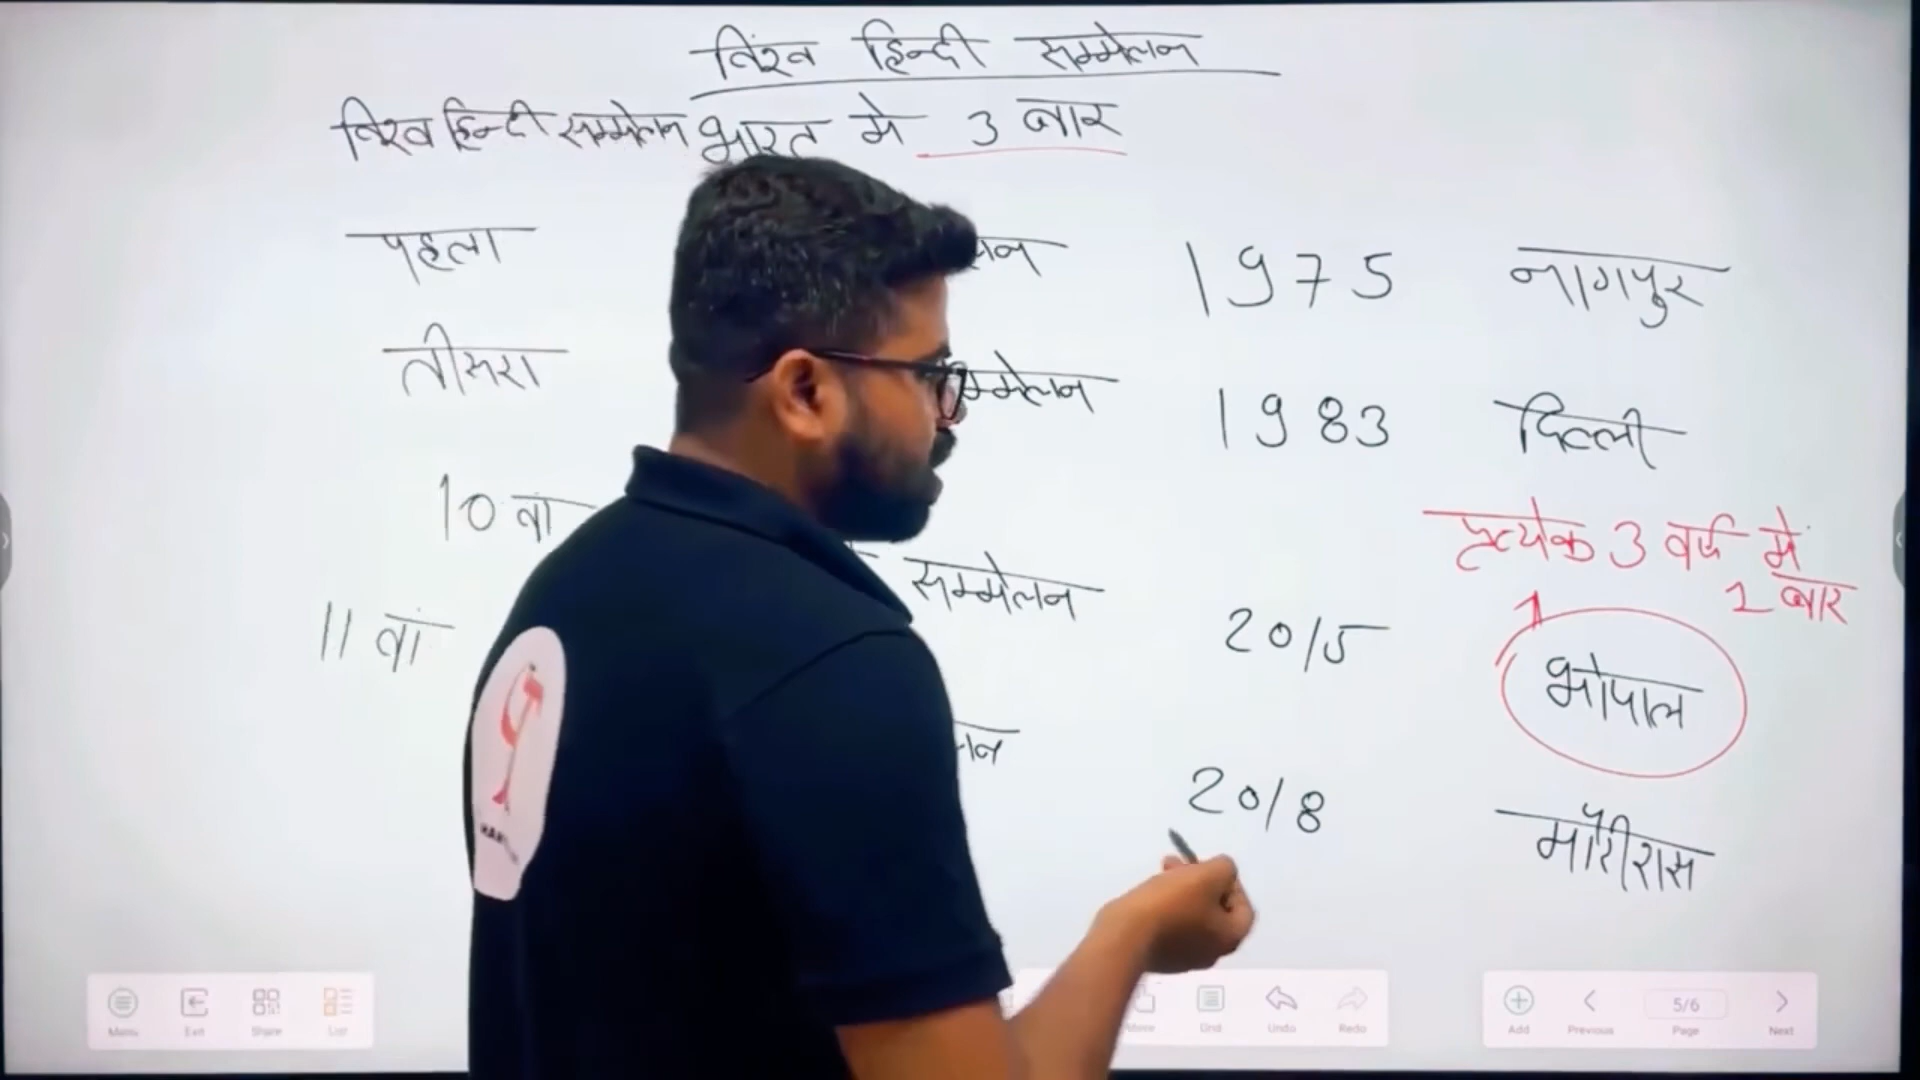 विश्व हिन्दी सम्मेलन
विश्व हिन्दी सम्मेलन भारत मे 3 बार
पहला लन 1975 नागपुर
तीसरा म्मेलन 1983 दिल्ली
प्रत्येक 3 वर्ष में
1 बार
10 वां सम्मेलन 2015 भोपाल
11 वां लन 2018 मॉरीशस
Menu Exit Share List
More Grid Undo Redo
Add Previous 5/6 Page Next